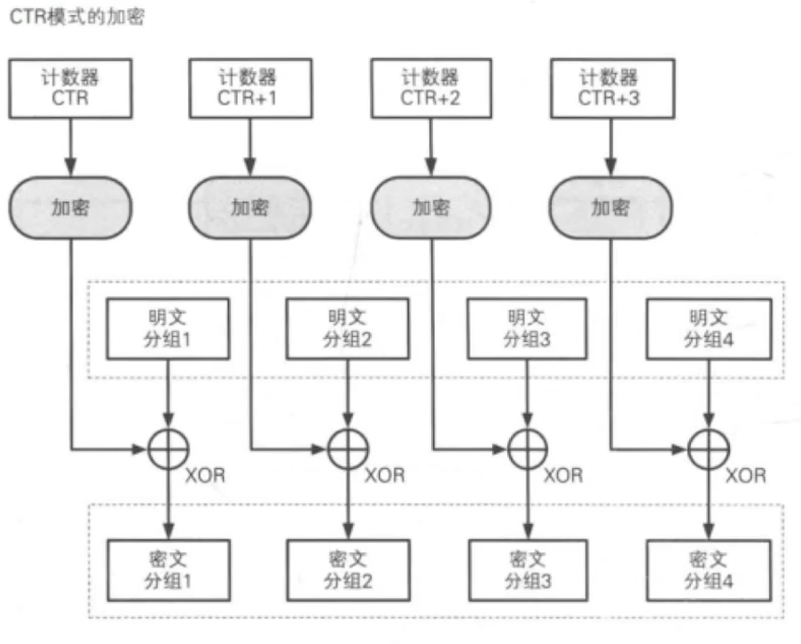 CTR模式的加密
计数器
CTR
计数器
CTR+1
计数器
CTR+2
计数器
CTR+3
加密
加密
加密
加密
明文
分组1
明文
分组2
明文
分组3
明文
分组4
XOR
XOR
XOR
XOR
密文
分组1
密文
分组2
密文
分组3
密文
分组4